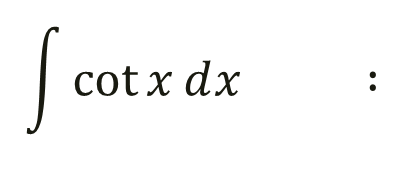 ∫ cot x dx :